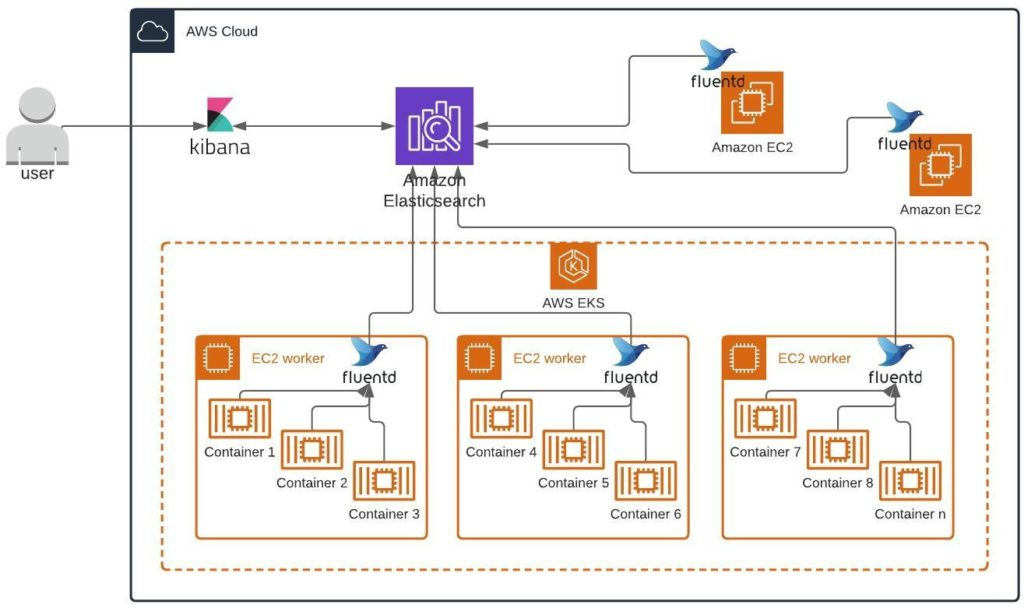 AWS Cloud
user
kibana
Amazon
Elasticsearch
fluentd
Amazon EC2
fluentd
Amazon EC2
K
AWS EKS
EC2 worker
fluentd
Container 1
Container 2
Container 3
EC2 worker
fluentd
Container 4
Container 5
Container 6
EC2 worker
fluentd
Container 7
Container 8
Container n